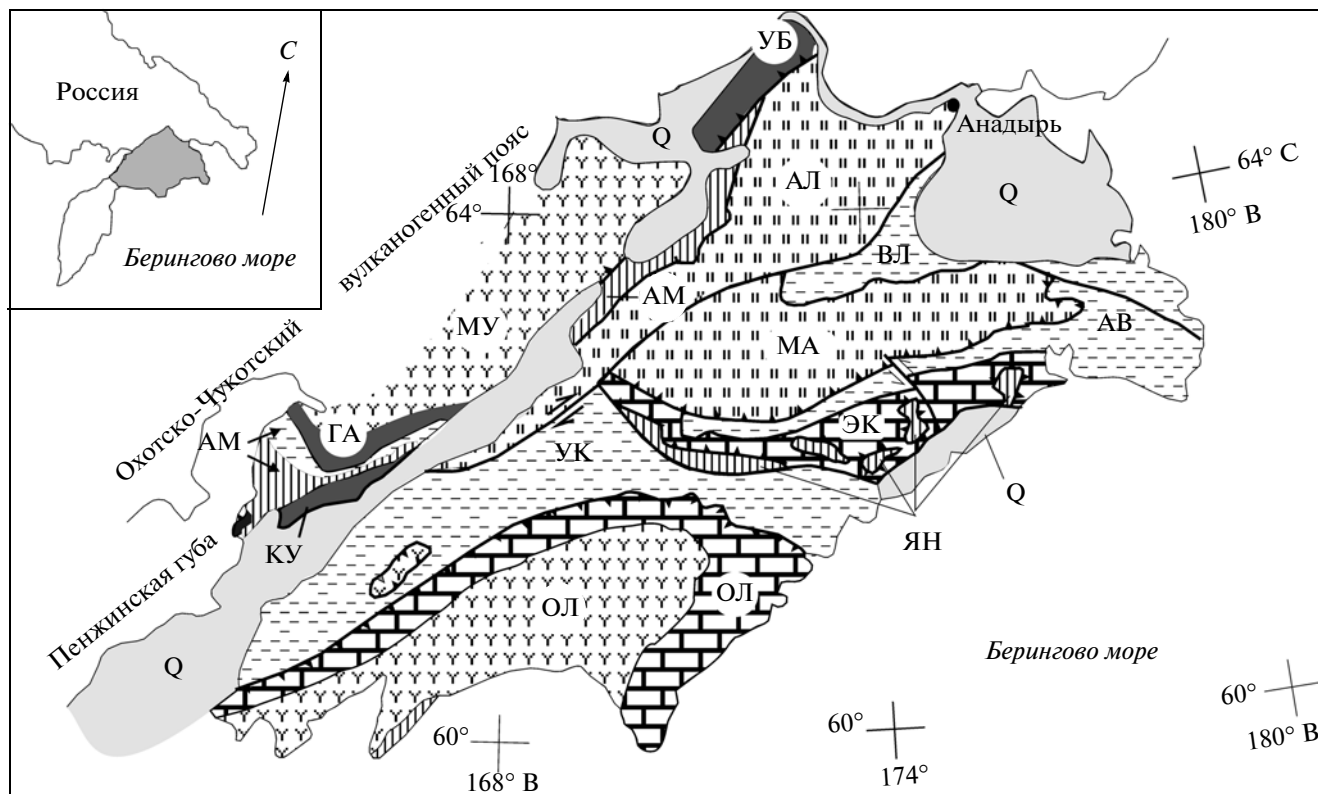 Россия
С
Берингово море
УБ
Q
Анадырь
64° С
180° В
168°
64°
АЛ
Q
ВЛ
вулканогенный пояс
АМ
МУ
МА
АВ
Охотско-Чукотский
АМ
ГА
ЭК
УК
Q
КУ
ЯН
Пенжинская губа
ОЛ
ОЛ
Q
Берингово море
60°
168° В
60°
174°
60°
180° В